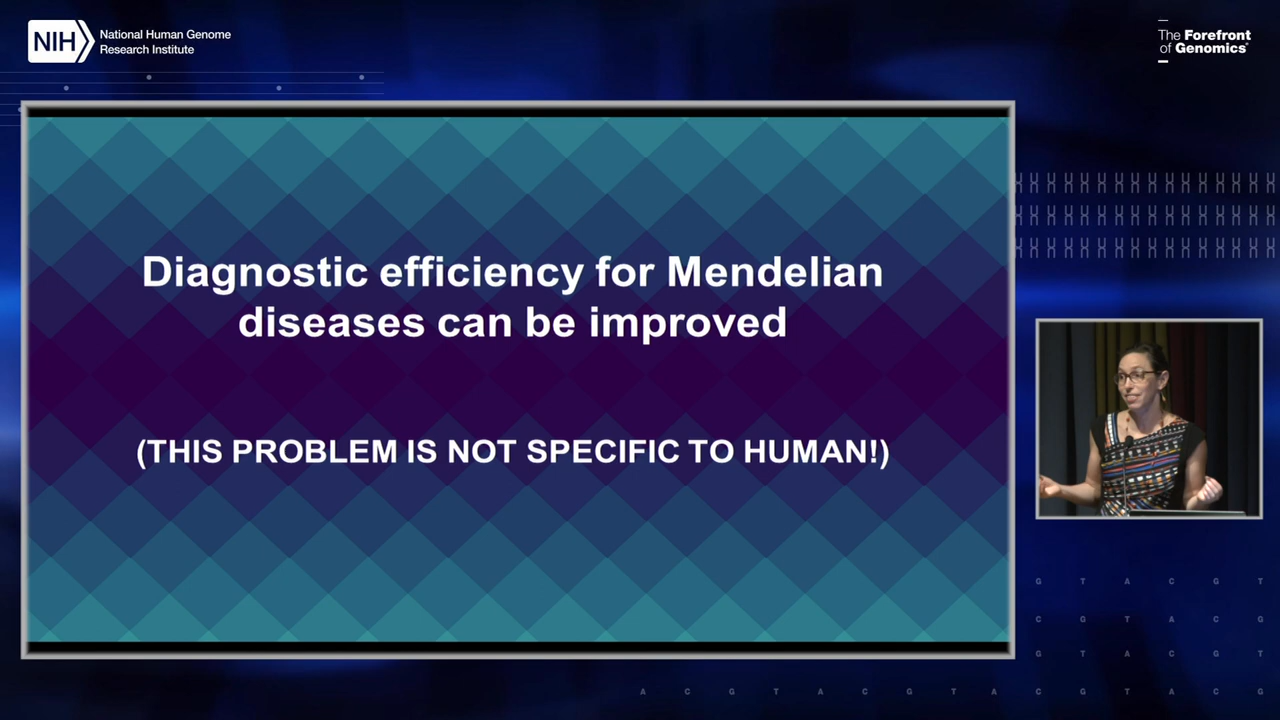 NIH
National Human Genome
Research Institute
The Forefront
of Genomics®
Diagnostic efficiency for Mendelian
diseases can be improved
(THIS PROBLEM IS NOT SPECIFIC TO HUMAN!)
G T A C G T
C G T A C G
G T A C G T
A C G T A C G T A C G T A C G